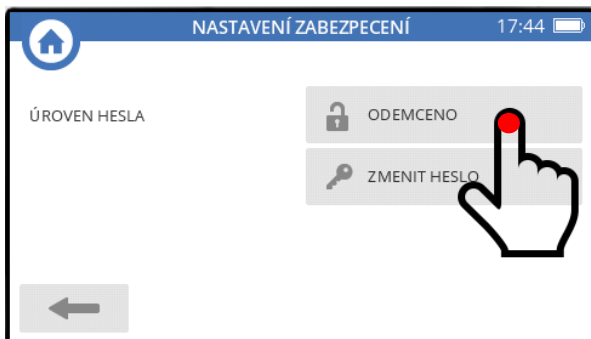 NASTAVENÍ ZABEZPECENÍ 17:44
ÚROVEN HESLA
ODEMCENO
ZMENIT HESLO